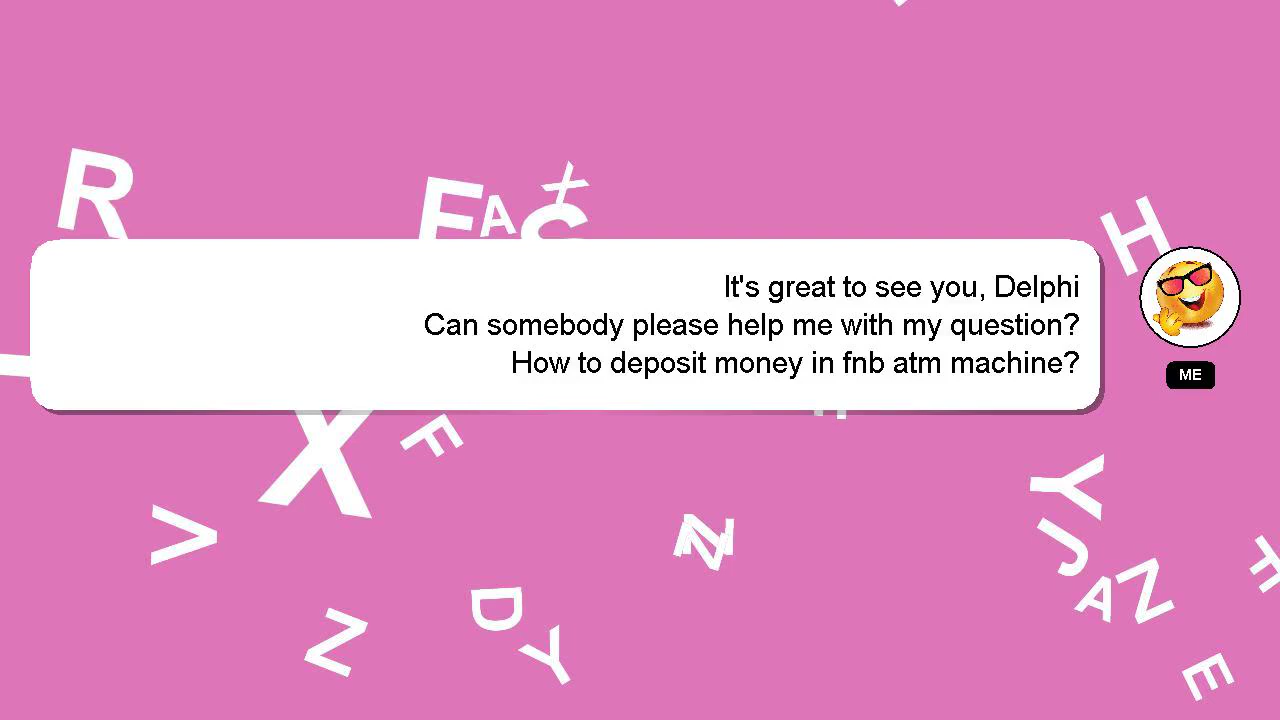 R
F
A
X
S
H
It's great to see you, Delphi
Can somebody please help me with my question?
How to deposit money in fnb atm machine?
ME
X
F
Y
V
J
N
Z
A
Z
F
D
Y
N
E